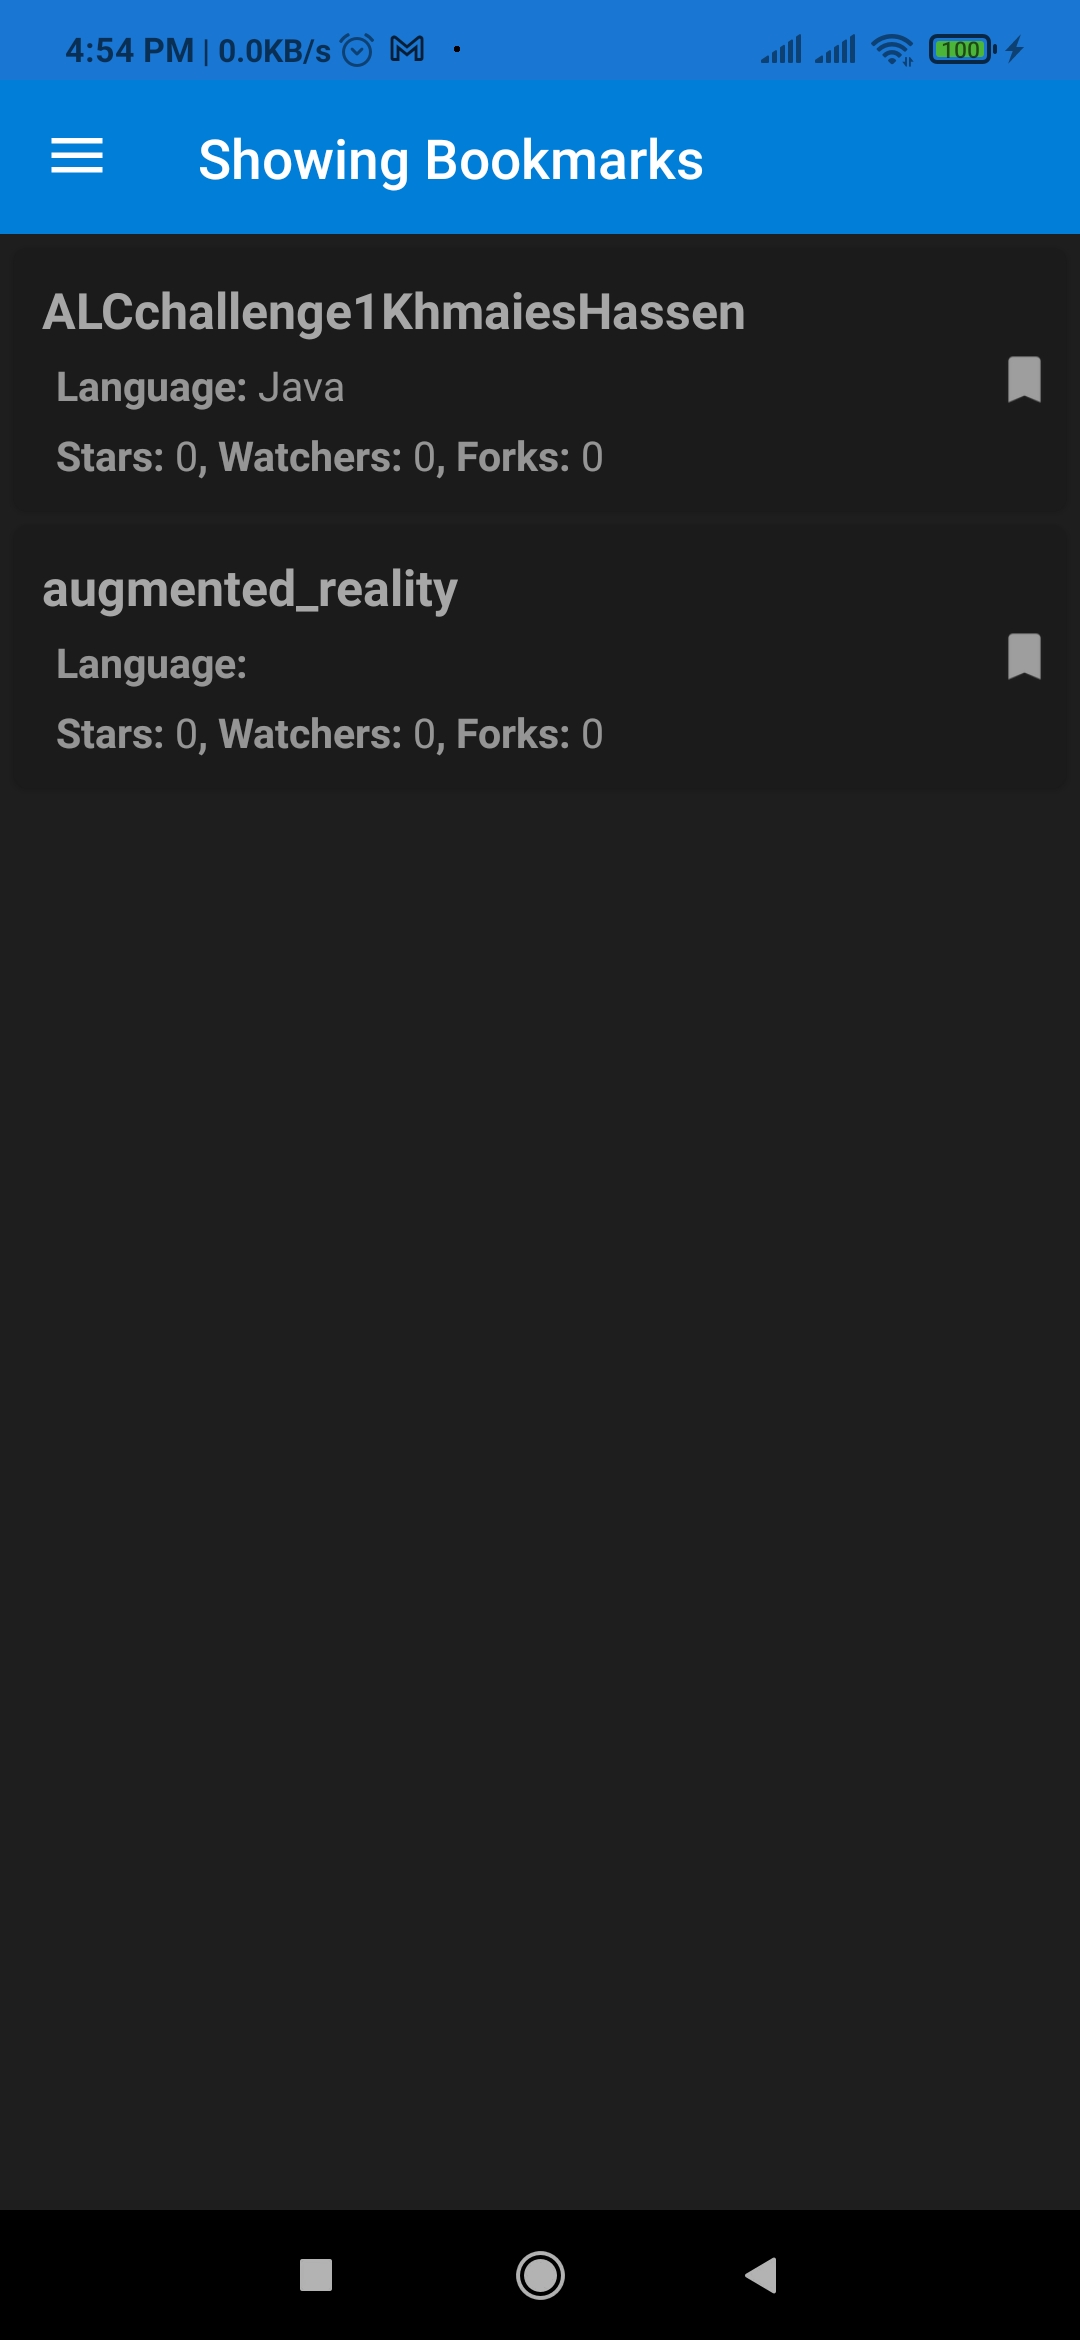 4:54 PM | 0.0KB/s 100
Showing Bookmarks
ALCchallenge1KhmaiesHassen
Language: Java
Stars: 0, Watchers: 0, Forks: 0
augmented_reality
Language:
Stars: 0, Watchers: 0, Forks: 0